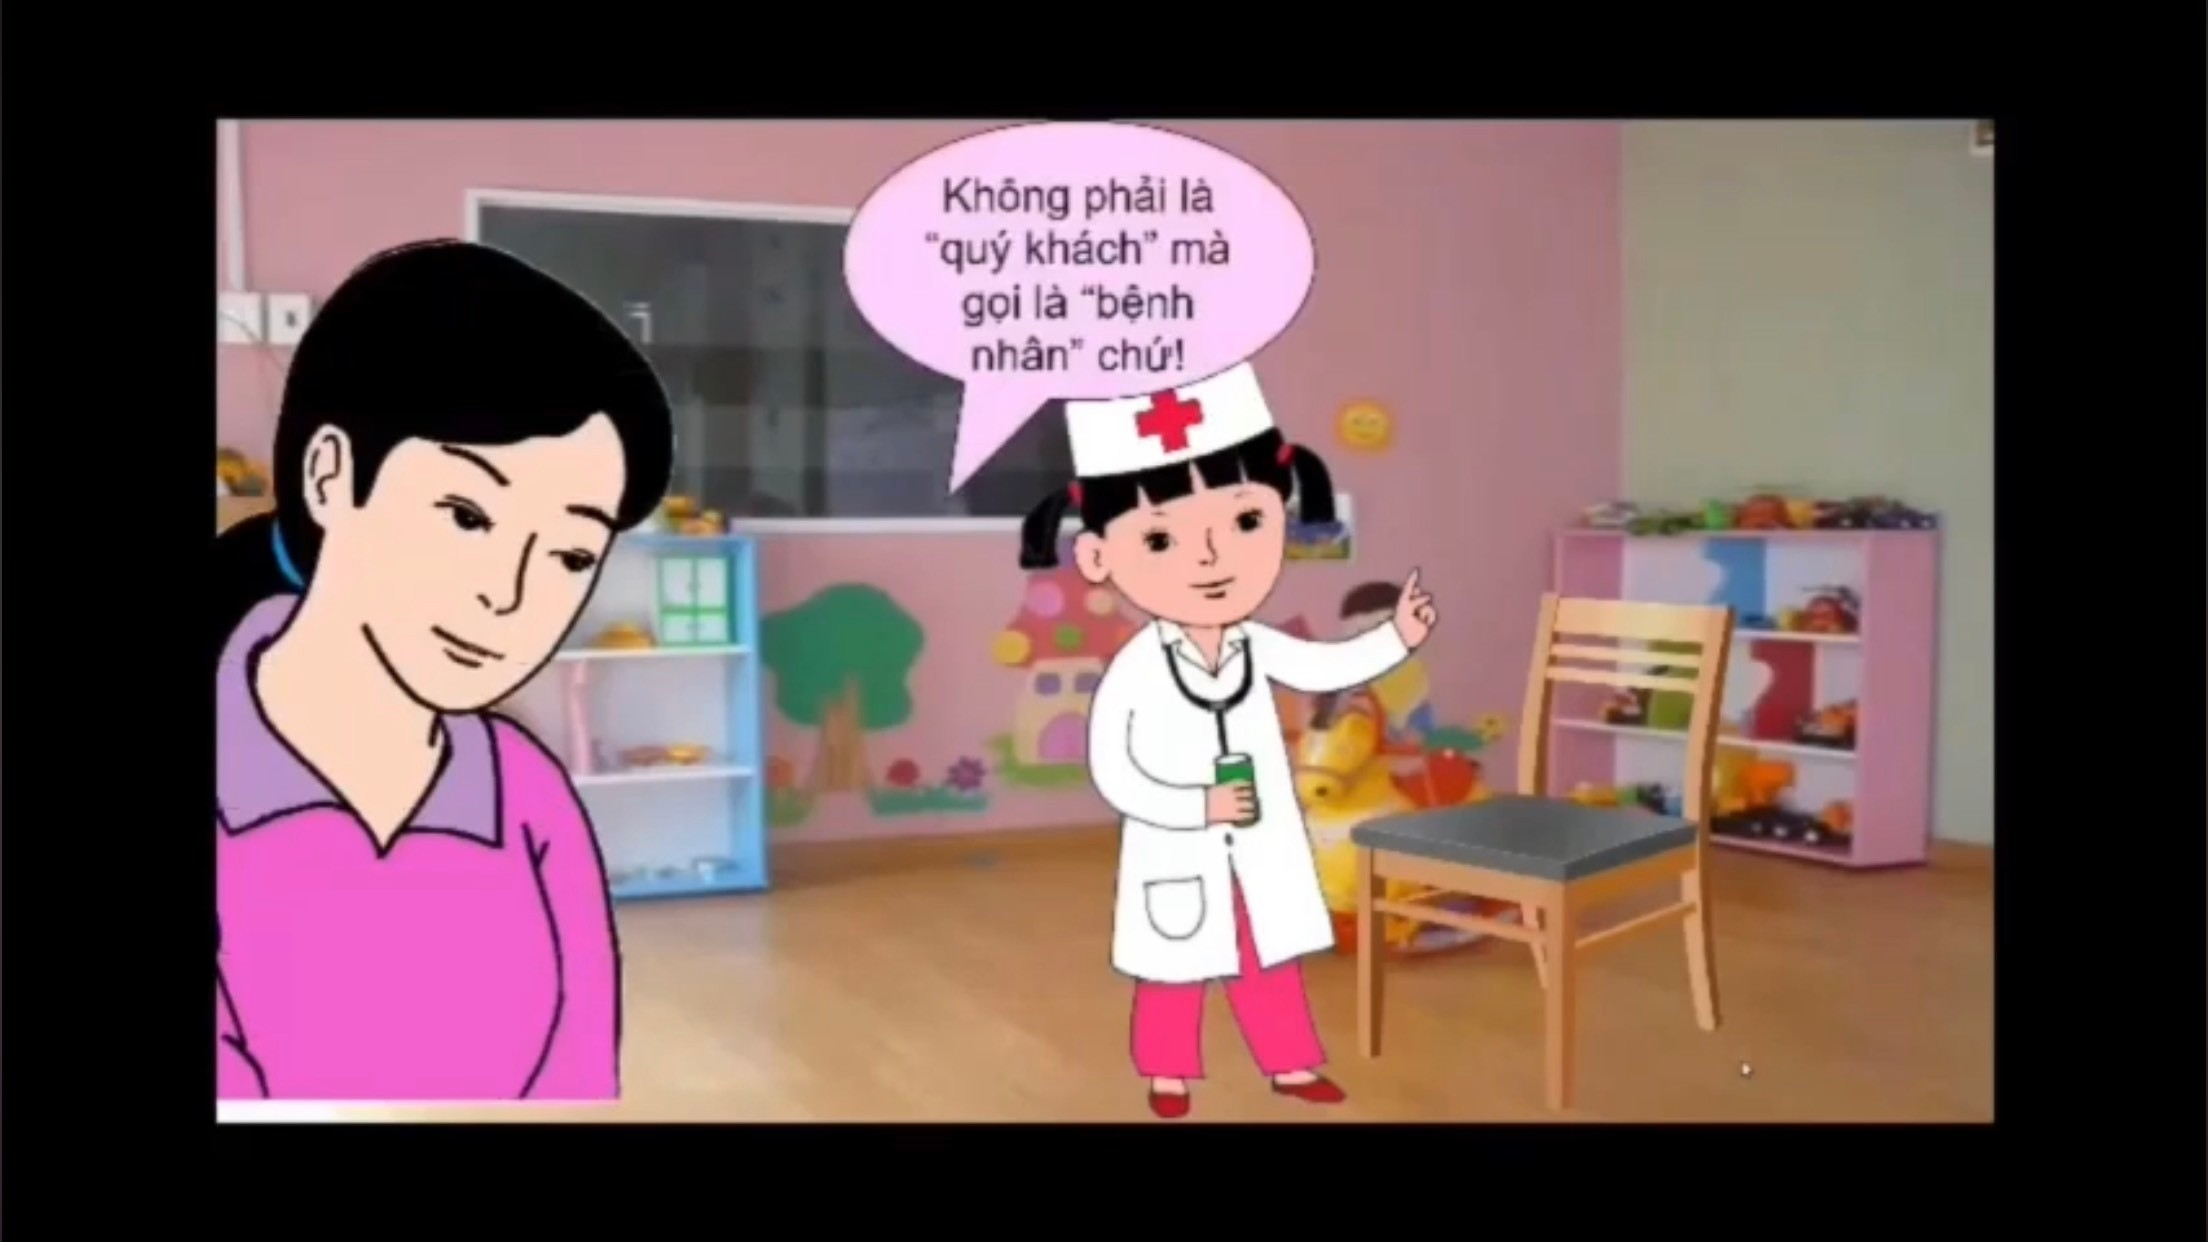 Không phải là
“quý khách” mà
gọi là “bệnh
nhân” chứ!